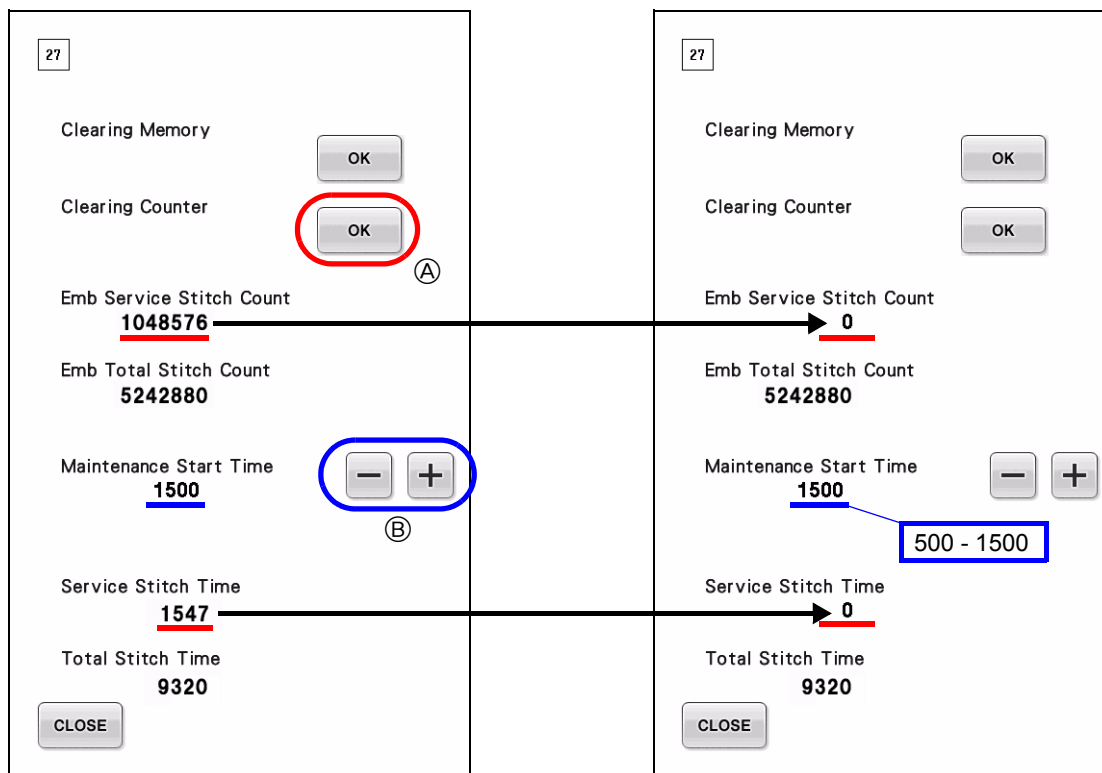 27
Clearing Memory
OK
Clearing Counter
OK
Ⓐ
Emb Service Stitch Count
1048576
Emb Total Stitch Count
5242880
Maintenance Start Time
1500
− +
Ⓑ
Service Stitch Time
1547
Total Stitch Time
9320
CLOSE
27
Clearing Memory
OK
Clearing Counter
OK
Emb Service Stitch Count
0
Emb Total Stitch Count
5242880
Maintenance Start Time
1500
− +
500 - 1500
Service Stitch Time
0
Total Stitch Time
9320
CLOSE